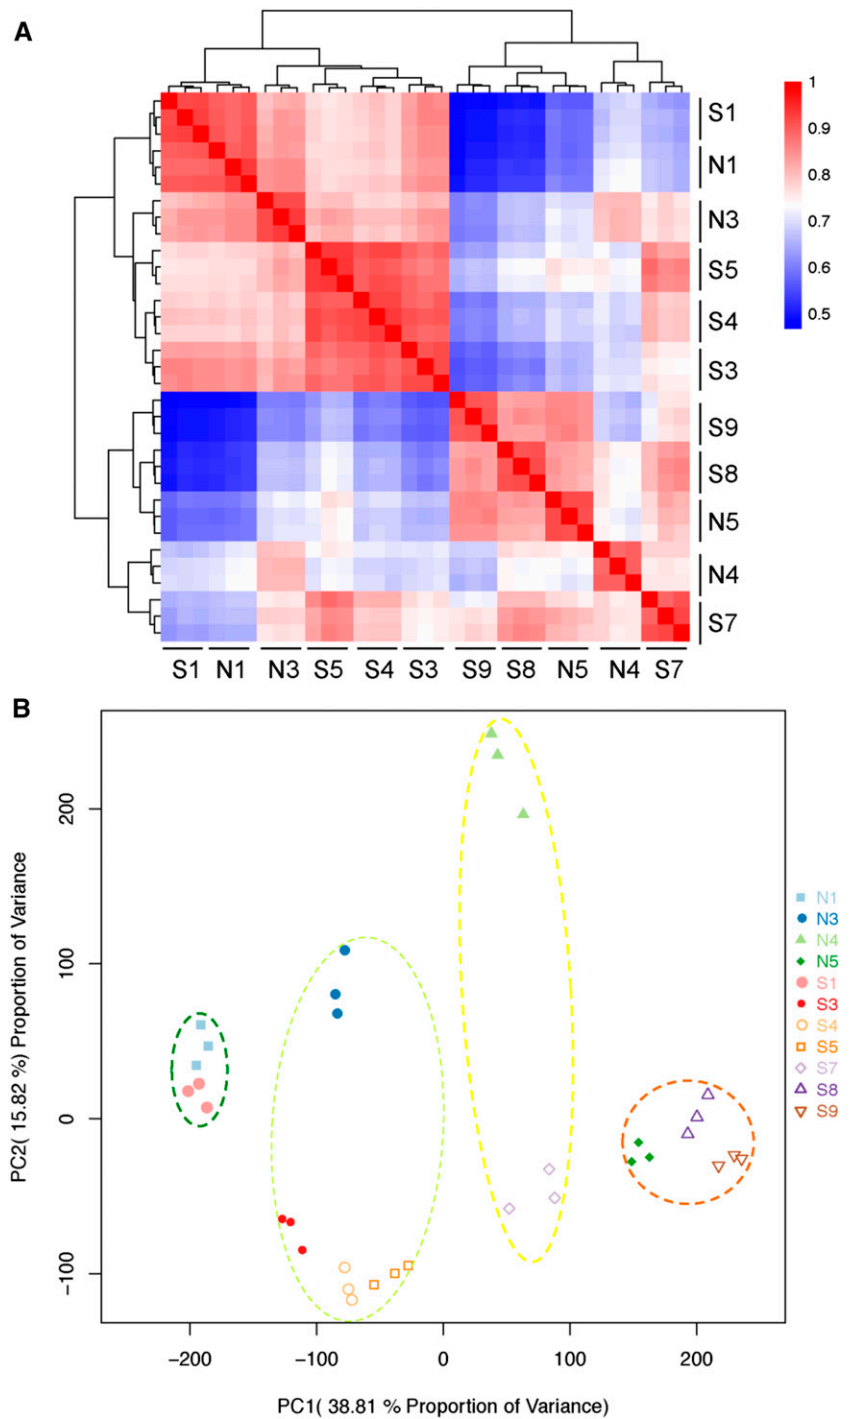 A
1
0.9
0.8
0.7
0.6
0.5
S1
N1
N3
S5
S4
S3
S9
S8
N5
N4
S7
S1 N1 N3 S5 S4 S3 S9 S8 N5 N4 S7
B
PC2( 15.82 %) Proportion of Variance
200
100
0
−100
N1
N3
N4
N5
S1
S3
S4
S5
S7
S8
S9
−200 −100 0 100 200
PC1( 38.81 % Proportion of Variance)